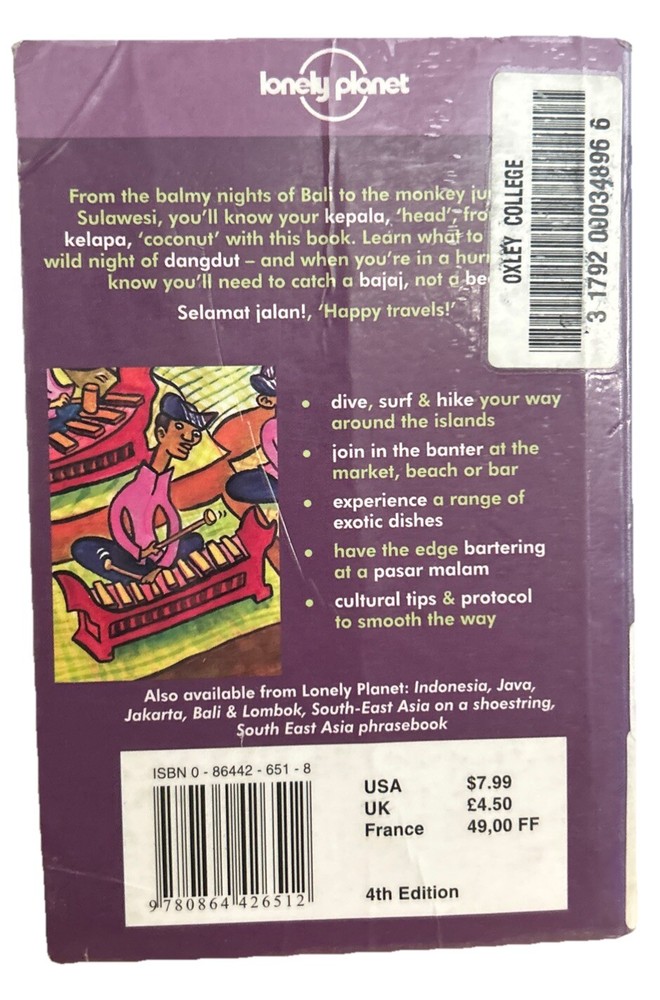 lonely planet
From the balmy nights of Bali to the monkey
Sulawesi, you'll know your kepala, 'head',
kelapa, 'coconut' with this book. Learn what to
wild night of dangdut – and when you're in a
know you'll need to catch a bajaj, not a
Selamat jalan!, 'Happy travels!'
OXLEY COLLEGE
3 1792 00034896 6
• dive, surf & hike your way
around the islands
• join in the banter at the
market, beach or bar
• experience a range of
exotic dishes
• have the edge bartering
at a pasar malam
• cultural tips & protocol
to smooth the way
Also available from Lonely Planet: Indonesia, Java,
Jakarta, Bali & Lombok, South-East Asia on a shoestring,
South East Asia phrasebook
ISBN 0 - 86442 - 651 - 8
9 780864 426512
USA $7.99
UK £4.50
France 49,00 FF
4th Edition